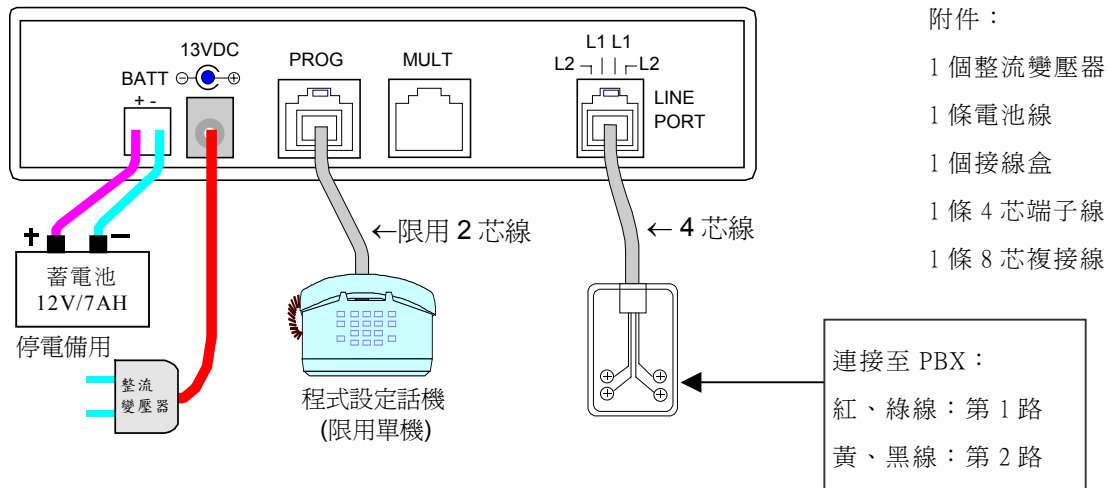 附件：
1 個整流變壓器
1 條電池線
1 個接線盒
1 條 4 芯端子線
1 條 8 芯複接線
13VDC
BATT
+ -
PROG
MULT
L1 L1
L2 L2
LINE
PORT
←限用 2 芯線
←4 芯線
+ −
蓄電池
12V/7AH
停電備用
整流
變壓器
程式設定話機
(限用單機)
連接至 PBX：
紅、綠線：第 1 路
黃、黑線：第 2 路